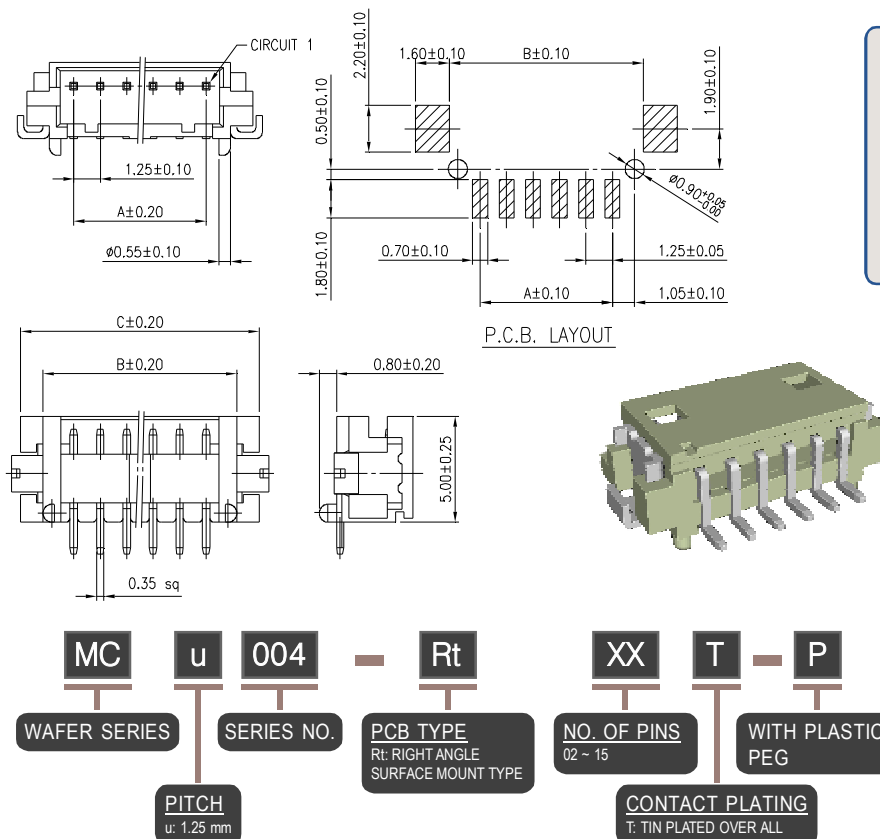 CIRCUIT 1
1.25±0.10
A±0.20
ø0.55±0.10
2.20±0.10
1.60±0.10
B±0.10
1.90±0.10
0.50±0.10
ø0.90+0.05-0.00
1.80±0.10
0.70±0.10
1.25±0.05
A±0.10
1.05±0.10
P.C.B. LAYOUT
C±0.20
B±0.20
0.80±0.20
5.00±0.25
0.35 sq
MC u 004 - Rt XX T - P
WAFER SERIES
SERIES NO.
PCB TYPE
Rt: RIGHT ANGLE
SURFACE MOUNT TYPE
NO. OF PINS
02 ~ 15
WITH PLASTIC
PEG
PITCH
u: 1.25 mm
CONTACT PLATING
T: TIN PLATED OVER ALL